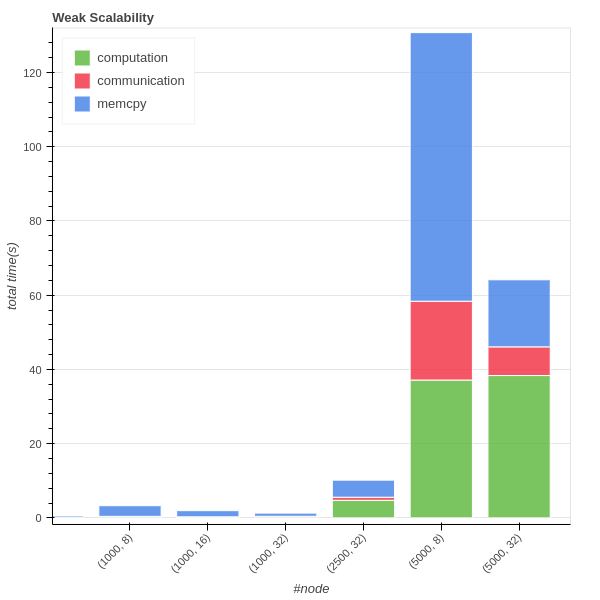 Weak Scalability
computation
communication
memcpy
total time(s)
120
100
80
60
40
20
0
(1000, 8)
(1000, 16)
(1000, 32)
(2500, 32)
(5000, 8)
(5000, 32)
#node